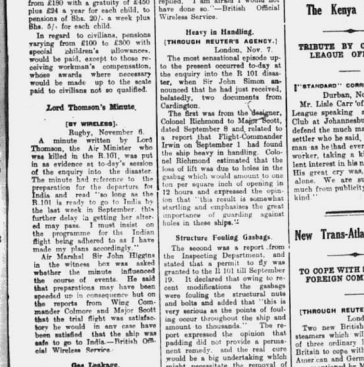 from £180 with a gratuity of £450
and £24 a year for each child, to
pensions of Shs. 20/. a week plus
Shs. 5/- for each child.
In regard to civilians, pensions
varying from £100 to £300 with
special children's allowances,
would be paid, except to those re-
ceiving workman's compensation,
whose awards where necessary
would be made up to the scale
paid to civilians not so qualified.
Lord Thomson's Minute.
[BY WIRELESS].
Rugby, November 6.
A minute written by Lord
Thomson, the Air Minister who
was killed in the R.101, was put
in as evidence at to-day's session
of the enquiry into the disaster.
The minute had reference to the
preparation for the departure for
India and read "as long as the
R.101 is ready to go to India by
the last week in September, this
further delay in getting her alter-
ed may pass. I must insist on
the programme for the Indian
flight being adhered to as I have
made my plans accordingly."
Air Marshal Sir John Higgins
in the witness box was asked
whether the minute influenced
the course of events. He said
that preparations may have been
speeded up in consequence but on
the reports from Wing Com-
mander Colmore and Major Scott
that the trial flight was satisfac-
tory he would in any case have
been satisfied that the ship was
safe to go to India.—British Offi-
cial Wireless Service.
Gas Leakage.
replied, "I am afraid I would not
have done so."—British Official
Wireless Service.
Heavy in Handling.
[THROUGH REUTER'S AGENCY.]
London, Nov. 7.
The most sensational episode up-
to the present occurred to-day at
the enquiry into the R 101 disas-
ter, when Sir John Simon an-
nounced that he had just received,
belatedly, two documents from
Cardington.
The first was from the designer,
Colonel Richmond to Major Scott,
dated September 8 and related to
a report that Flight-Commander
Irwin on September 1 had found
the ship heavy in handling. Colo-
nel Richmond estimated that the
loss of lift was due to holes in the
gasbag which would amount to one
ton per square inch of opening in
12 hours and expressed the opin-
ion that "this result is somewhat
startling and emphasises the great
importance of guarding against
holes in these ships."
Structure Fouling Gasbags.
The second was a report from
the Inspecting Department, and
stated that a permit to fly was
granted to the R 101 till September
19. It declared that owing to re-
cent modifications the gasbags
were fouling the structural nuts
and bolts and added that "this is
very serious as the points of foul-
ing occur throughout the ship and
amount to thousands." The re-
port expressed the opinion that
padding did not provide a perma-
nent remedy, and the real cure
would be a big undertaking which
might necessitate the removal of
The Kenya
TRIBUTE BY C
LEAGUE OFF
["STANDARD" COR
Durban, No
Mr. Lisle Carr of
League speaking a
Club at Johannesbur
defend the much ma
settler who he said,
man as he had ever
worker, taking a ki
lent interest in his n
His great cry was,
alone. We are sti
much from publicity
kind"
New Trans-Atla
TO COPE WITH
FOREIGN COM
[THROUGH REUTE
Lond
Two new British
steamers which will
of three ordinary l
Britain to cope with
American and Germ